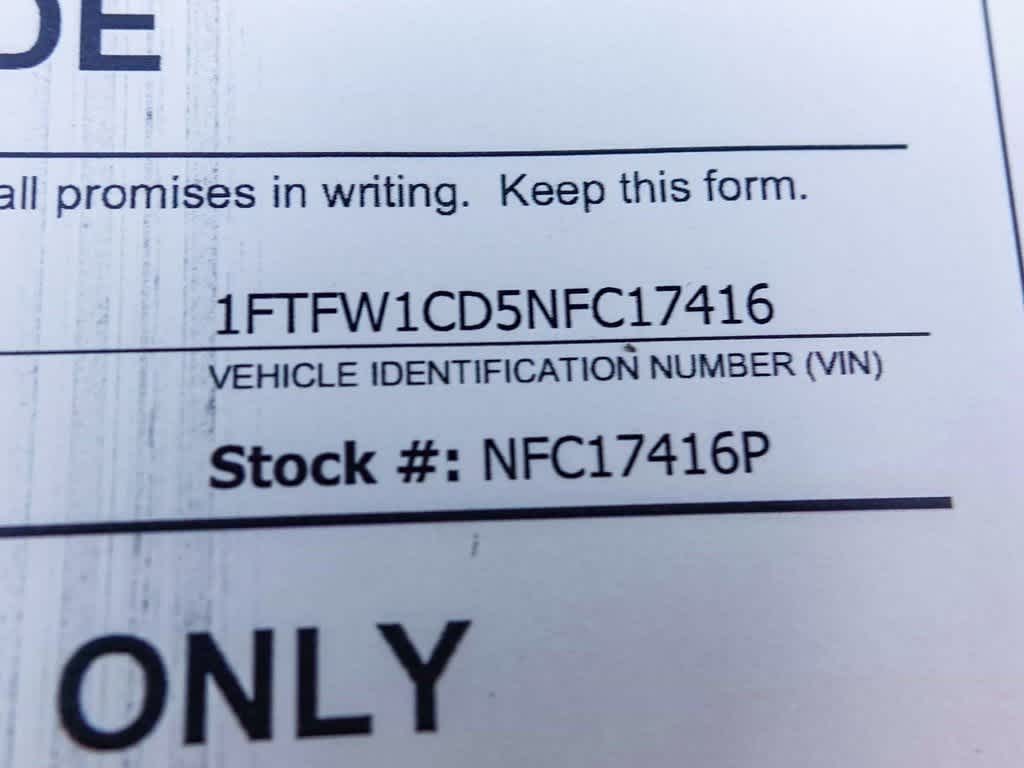 DE
all promises in writing.  Keep this form.
1FTFW1CD5NFC17416
VEHICLE IDENTIFICATION NUMBER (VIN)
Stock #: NFC17416P
ONLY